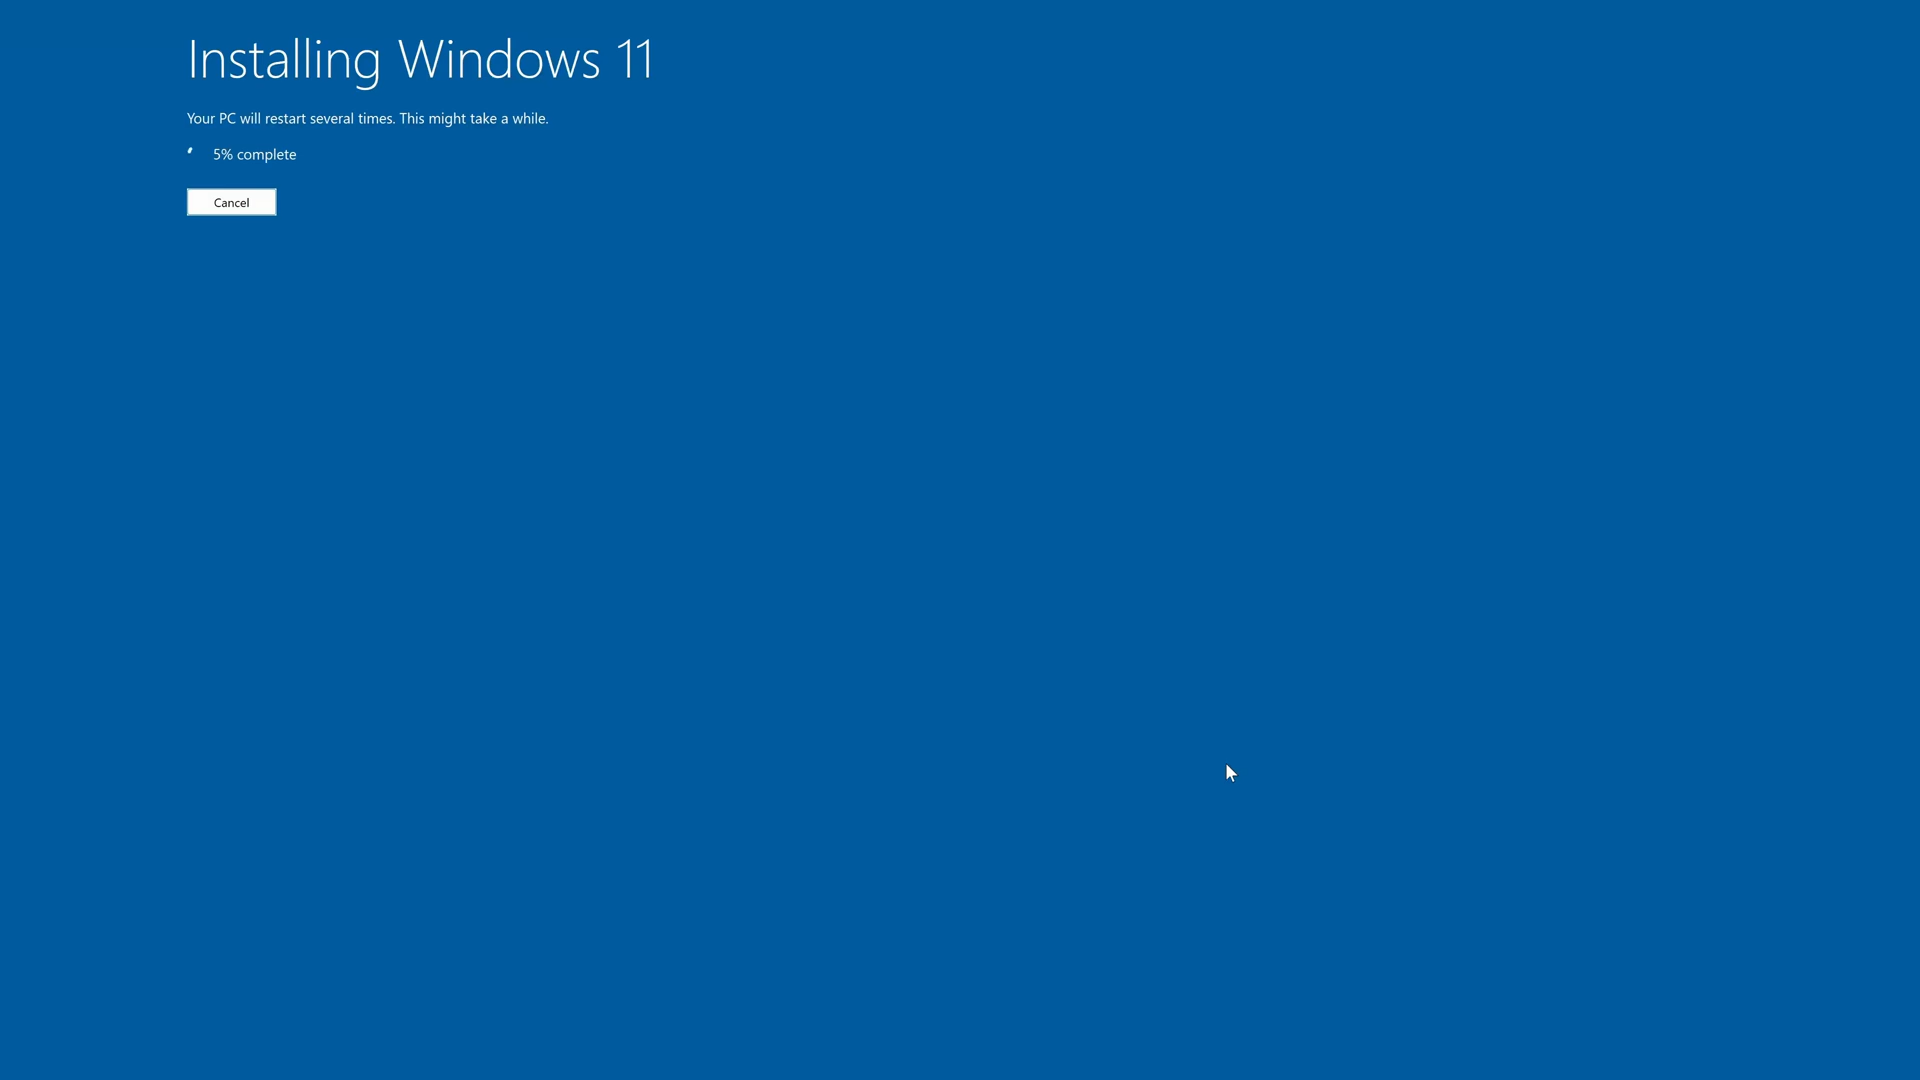 Installing Windows 11
Your PC will restart several times. This might take a while.
5% complete
Cancel